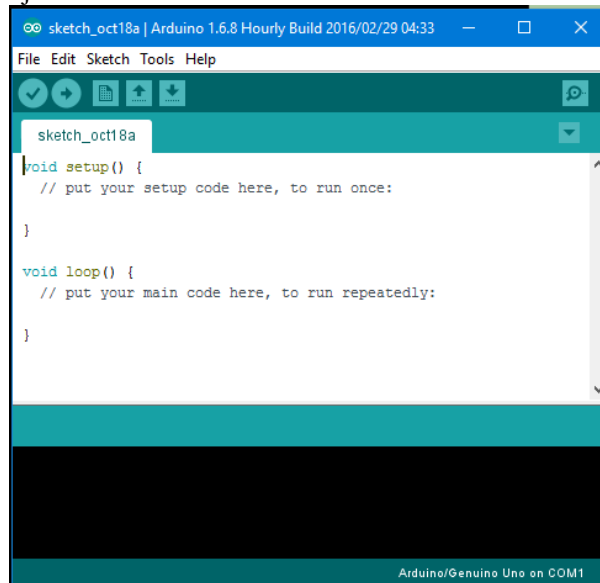 sketch_oct18a | Arduino 1.6.8 Hourly Build 2016/02/29 04:33
File Edit Sketch Tools Help
sketch_oct18a
void setup() {
  // put your setup code here, to run once:
}
void loop() {
  // put your main code here, to run repeatedly:
}
Arduino/Genuino Uno on COM1